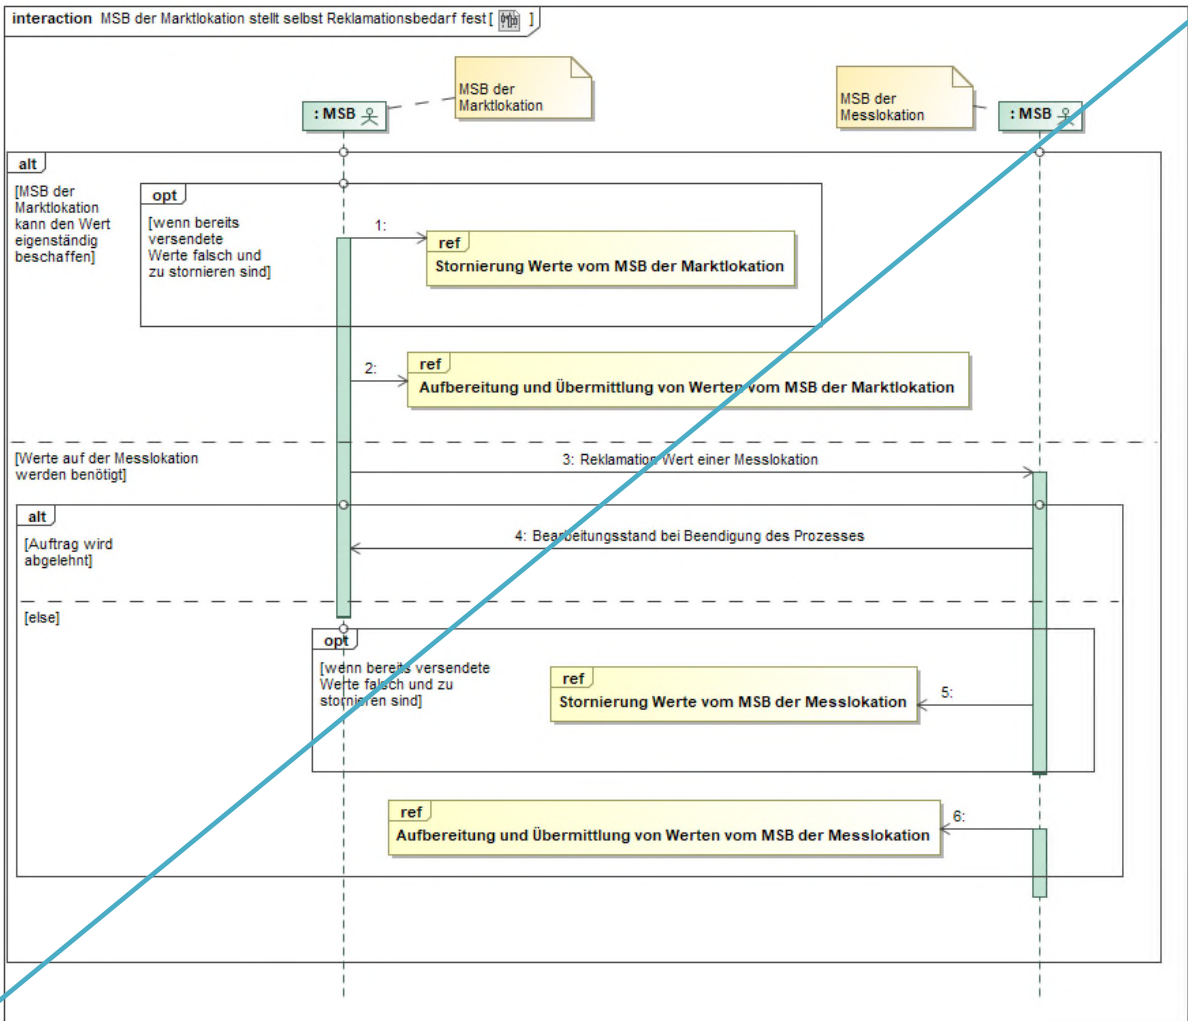 interaction MSB der Marktlokation stellt selbst Reklamationsbedarf fest [ ]
MSB der
Marktlokation
MSB der
Messlokation
: MSB
: MSB
alt
[MSB der
Marktlokation
kann den Wert
eigenständig
beschaffen]
opt
[wenn bereits
versendete
Werte falsch und
zu stornieren sind]
1:
ref
Stornierung Werte vom MSB der Marktlokation
2:
ref
Aufbereitung und Übermittlung von Werten vom MSB der Marktlokation
[Werte auf der Messlokation
werden benötigt]
3: Reklamation Wert einer Messlokation
alt
[Auftrag wird
abgelehnt]
4: Bearbeitungsstand bei Beendigung des Prozesses
[else]
opt
[wenn bereits versendete
Werte falsch und zu
stornieren sind]
ref
Stornierung Werte vom MSB der Messlokation
5:
ref
Aufbereitung und Übermittlung von Werten vom MSB der Messlokation
6: